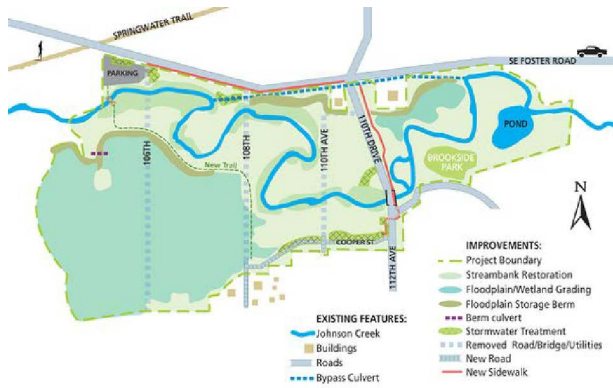 SPRINGWATER TRAIL
SE FOSTER ROAD
PARKING
106TH
New Trail
108TH
110TH AVE
110TH DRIVE
POND
BROOKSIDE
PARK
N
COOPER ST
112TH AVE
IMPROVEMENTS:
Project Boundary
Streambank Restoration
Floodplain/Wetland Grading
Floodplain Storage Berm
Berm culvert
Stormwater Treatment
Removed Road/Bridge/Utilities
New Road
New Sidewalk
EXISTING FEATURES:
Johnson Creek
Buildings
Roads
Bypass Culvert